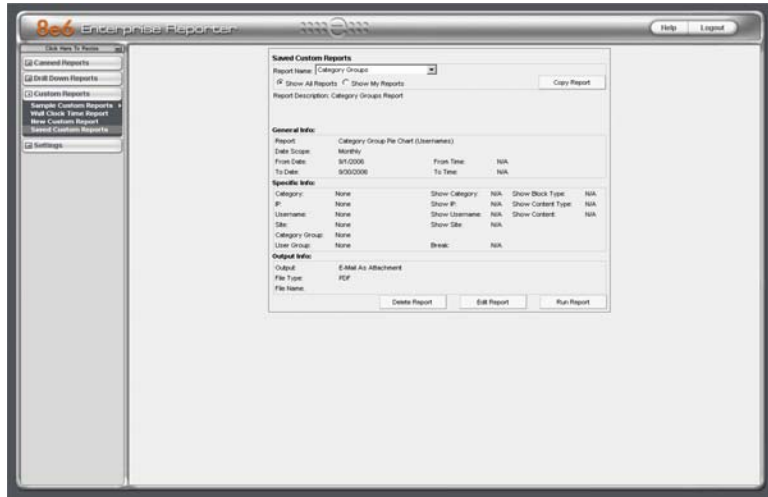 8e6 Enterprise Reporter
Help Logout
Click Here To Resize
Canned Reports
Drill Down Reports
Custom Reports
Sample Custom Reports
Wall Clock Time Report
New Custom Report
Saved Custom Reports
Settings
Saved Custom Reports
Report Name: Category Groups
Show All Reports Show My Reports Copy Report
Report Description: Category Groups Report
General Info:
Report: Category Group Pie Chart (Usernames)
Date Scope: Monthly
From Date: 9/1/2006 From Time: N/A
To Date: 9/30/2006 To Time: N/A
Specific Info:
Category: None Show Category: N/A Show Block Type: N/A
IP: None Show IP: N/A Show Content Type: N/A
Username: None Show Username: N/A Show Content: N/A
Site: None Show Site: N/A
Category Group: None
User Group: None Break: N/A
Output Info:
Output: E-Mail As Attachment
File Type: PDF
File Name:
Delete Report Edit Report Run Report